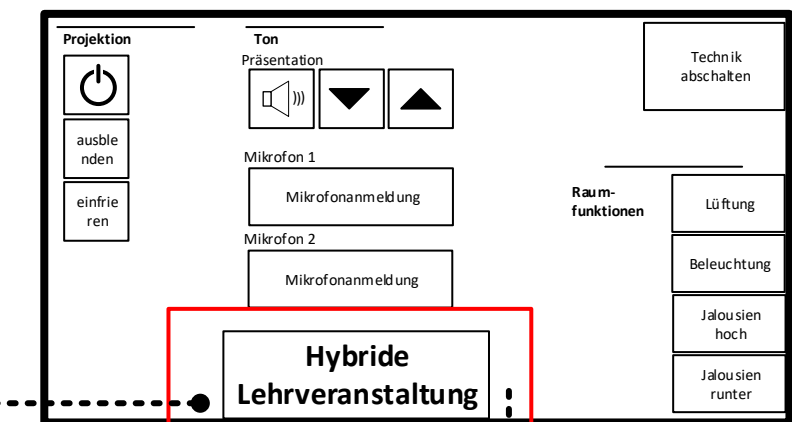 Projektion
ausble
nden
einfrie
ren
Ton
Präsentation
Mikrofon 1
Mikrofonanmeldung
Mikrofon 2
Mikrofonanmeldung
Hybride
Lehrveranstaltung
Technik
abschalten
Raum-
funktionen
Lüftung
Beleuchtung
Jalousien
hoch
Jalousien
runter